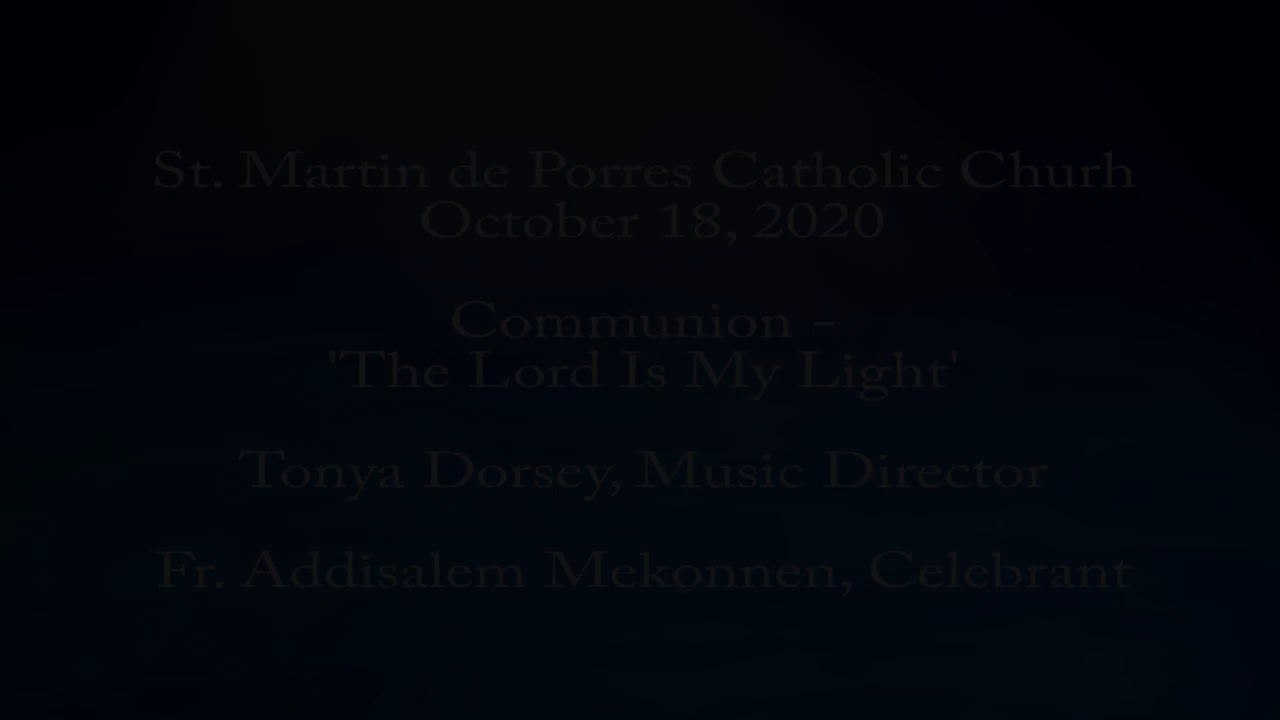 St. Martin de Porres Catholic Churh
October 18, 2020
Communion -
'The Lord Is My Light'
Tonya Dorsey, Music Director
Fr. Addisalem Mekonnen, Celebrant